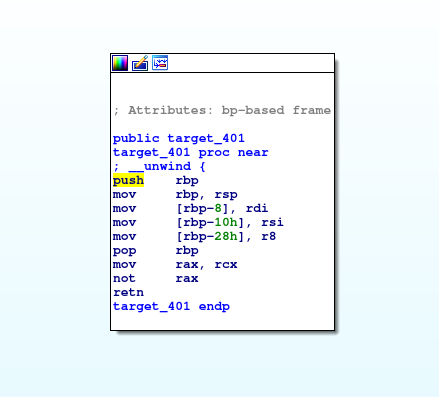 ; Attributes: bp-based frame
public target_401
target_401 proc near
; __unwind {
push rbp
mov rbp, rsp
mov [rbp-8], rdi
mov [rbp-10h], rsi
mov [rbp-28h], r8
pop rbp
mov rax, rcx
not rax
retn
target_401 endp